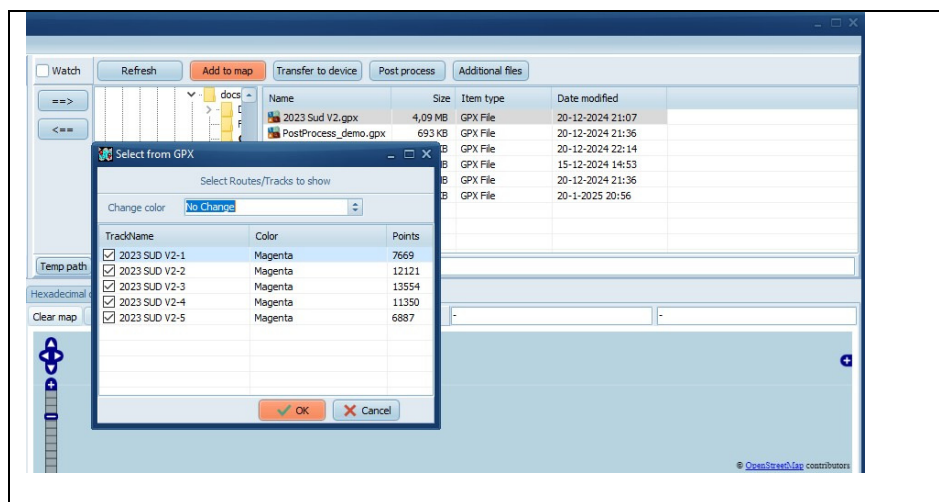 Watch Refresh Add to map Transfer to device Post process Additional files
==> docs Name Size Item type Date modified
2023 Sud V2.gpx 4,09 MB GPX File 20-12-2024 21:07
<== PostProcess_demo.gpx 693 KB GPX File 20-12-2024 21:36
KB GPX File 20-12-2024 22:14
GPX File 15-12-2024 14:53
GPX File 20-12-2024 21:36
KB GPX File 20-1-2025 20:56
Select from GPX
Select Routes/Tracks to show
Change color No Change
TrackName Color Points
2023 SUD V2-1 Magenta 7669
2023 SUD V2-2 Magenta 12121
2023 SUD V2-3 Magenta 13554
2023 SUD V2-4 Magenta 11350
2023 SUD V2-5 Magenta 6887
OK Cancel
Temp path
Hexadecimal
Clear map - -
© OpenStreetMap contributors